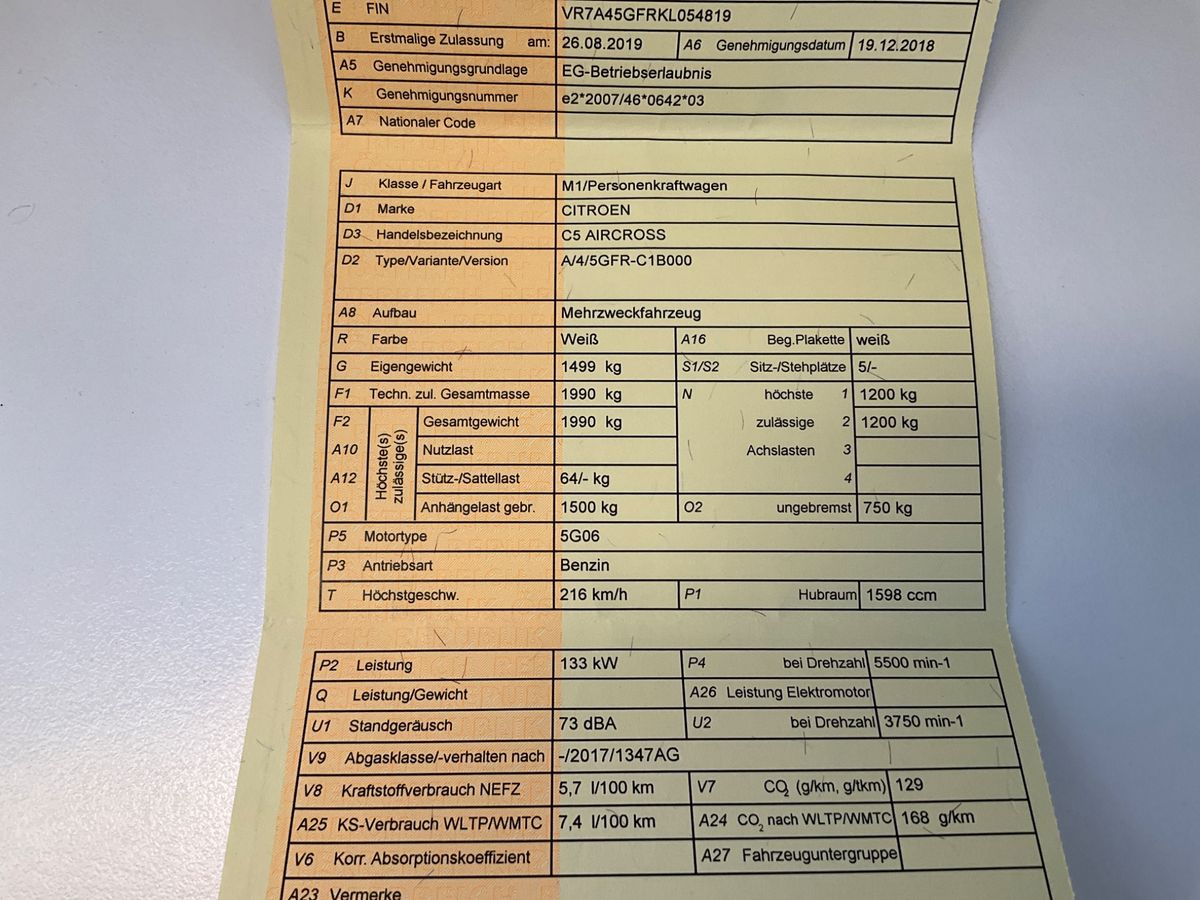 E FIN VR7A45GFRKL054819
B Erstmalige Zulassung am: 26.08.2019 A6 Genehmigungsdatum 19.12.2018
A5 Genehmigungsgrundlage EG-Betriebserlaubnis
K Genehmigungsnummer e2*2007/46*0642*03
A7 Nationaler Code
J Klasse / Fahrzeugart M1/Personenkraftwagen
D1 Marke CITROEN
D3 Handelsbezeichnung C5 AIRCROSS
D2 Type/Variante/Version A/4/5GFR-C1B000
A8 Aufbau Mehrzweckfahrzeug
R Farbe Weiß A16 Beg.Plakette weiß
G Eigengewicht 1499 kg S1/S2 Sitz-/Stehplätze 5/-
F1 Techn. zul. Gesamtmasse 1990 kg N höchste 1 1200 kg
F2 Höchste(s) zulässige(s) Gesamtgewicht 1990 kg zulässige 2 1200 kg
A10 Nutzlast Achslasten 3
A12 Stütz-/Sattellast 64/- kg 4
O1 Anhängelast gebr. 1500 kg O2 ungebremst 750 kg
P5 Motortype 5G06
P3 Antriebsart Benzin
T Höchstgeschw. 216 km/h P1 Hubraum 1598 ccm
P2 Leistung 133 kW P4 bei Drehzahl 5500 min-1
Q Leistung/Gewicht A26 Leistung Elektromotor
U1 Standgeräusch 73 dBA U2 bei Drehzahl 3750 min-1
V9 Abgasklasse/-verhalten nach -/2017/1347AG
V8 Kraftstoffverbrauch NEFZ 5,7 l/100 km V7 CO₂ (g/km, g/tkm) 129
A25 KS-Verbrauch WLTP/WMTC 7,4 l/100 km A24 CO₂ nach WLTP/WMTC 168 g/km
V6 Korr. Absorptionskoeffizient A27 Fahrzeuguntergruppe
A23 Vermerke